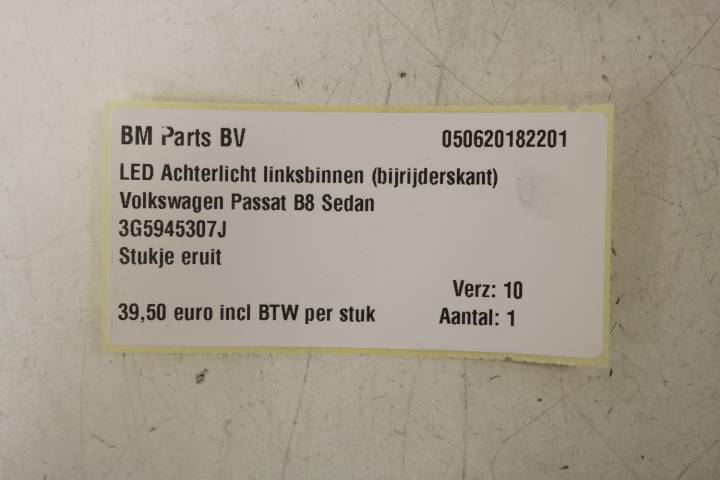 BM Parts BV 050620182201
LED Achterlicht linksbinnen (bijrijderskant)
Volkswagen Passat B8 Sedan
3G5945307J
Stukje eruit
Verz: 10
39,50 euro incl BTW per stuk Aantal: 1